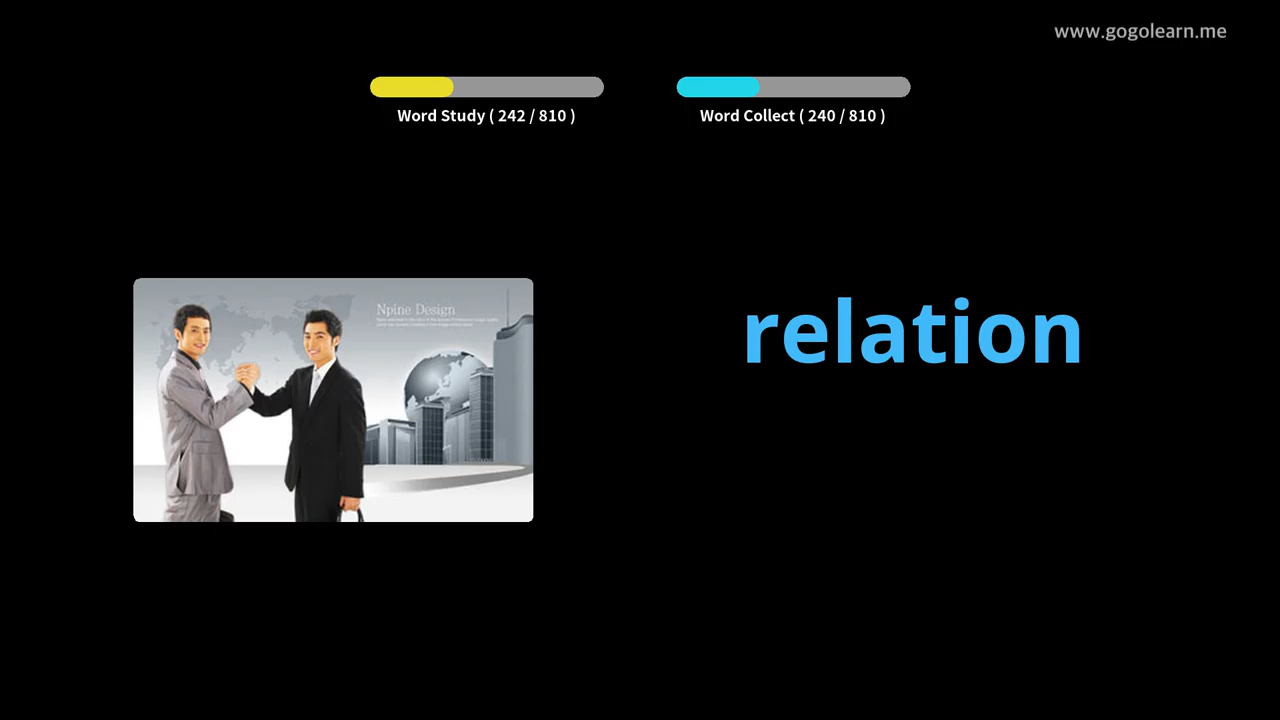 www.gogolearn.me
Word Study ( 242 / 810 )
Word Collect ( 240 / 810 )
Npine Design
relation